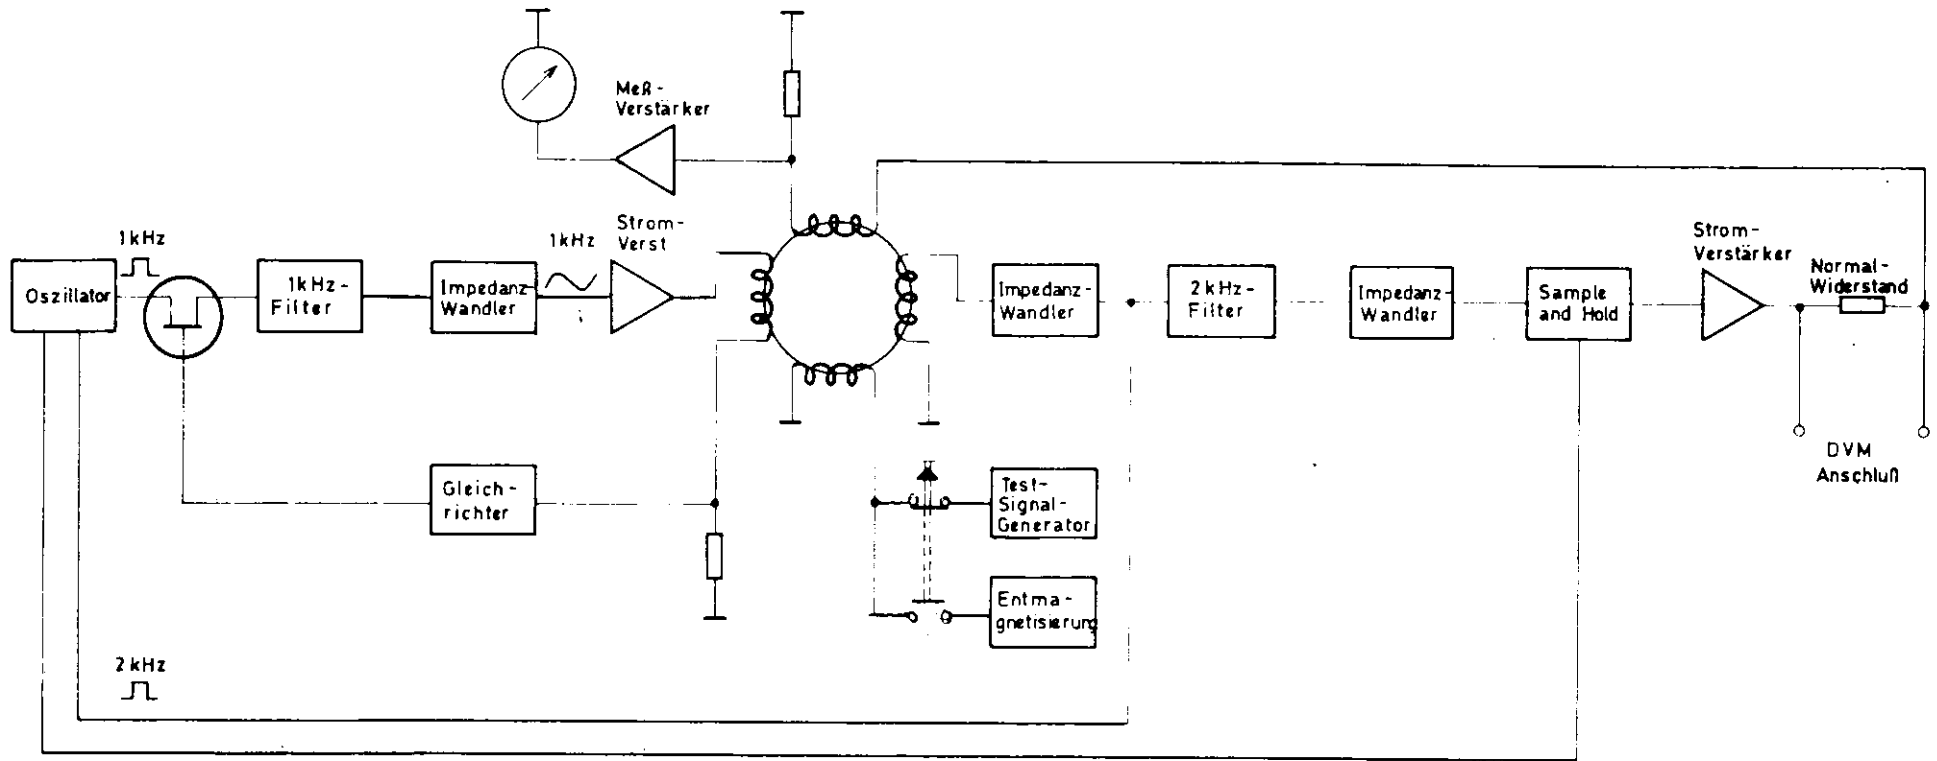 Meß-
Verstärker
1kHz
Oszillator
1kHz-
Filter
Impedanz
Wandler
1kHz
Strom-
Verst
Impedanz-
Wandler
2kHz-
Filter
Impedanz-
Wandler
Sample
and Hold
Strom-
Verstärker
Normal-
Widerstand
DVM
Anschluß
Gleich-
richter
Test-
Signal-
Generator
Entma-
gnetisierung
2kHz